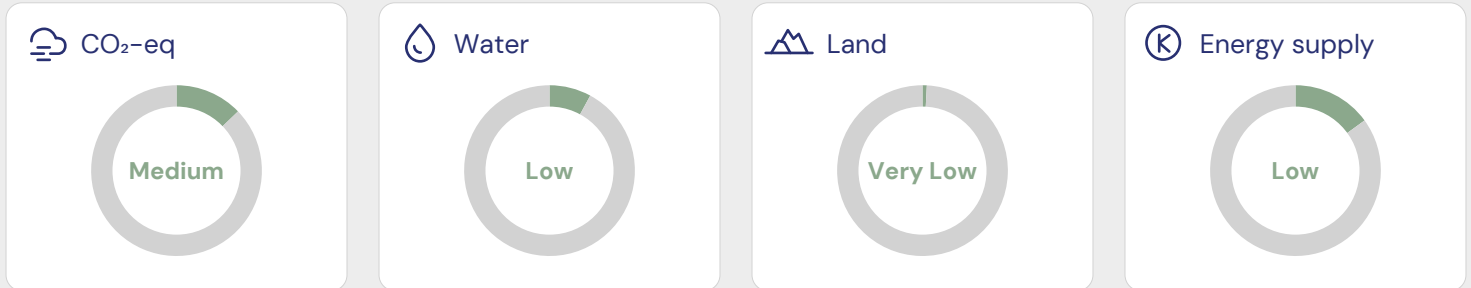 CO₂-eq
Medium
Water
Low
Land
Very Low
Energy supply
Low